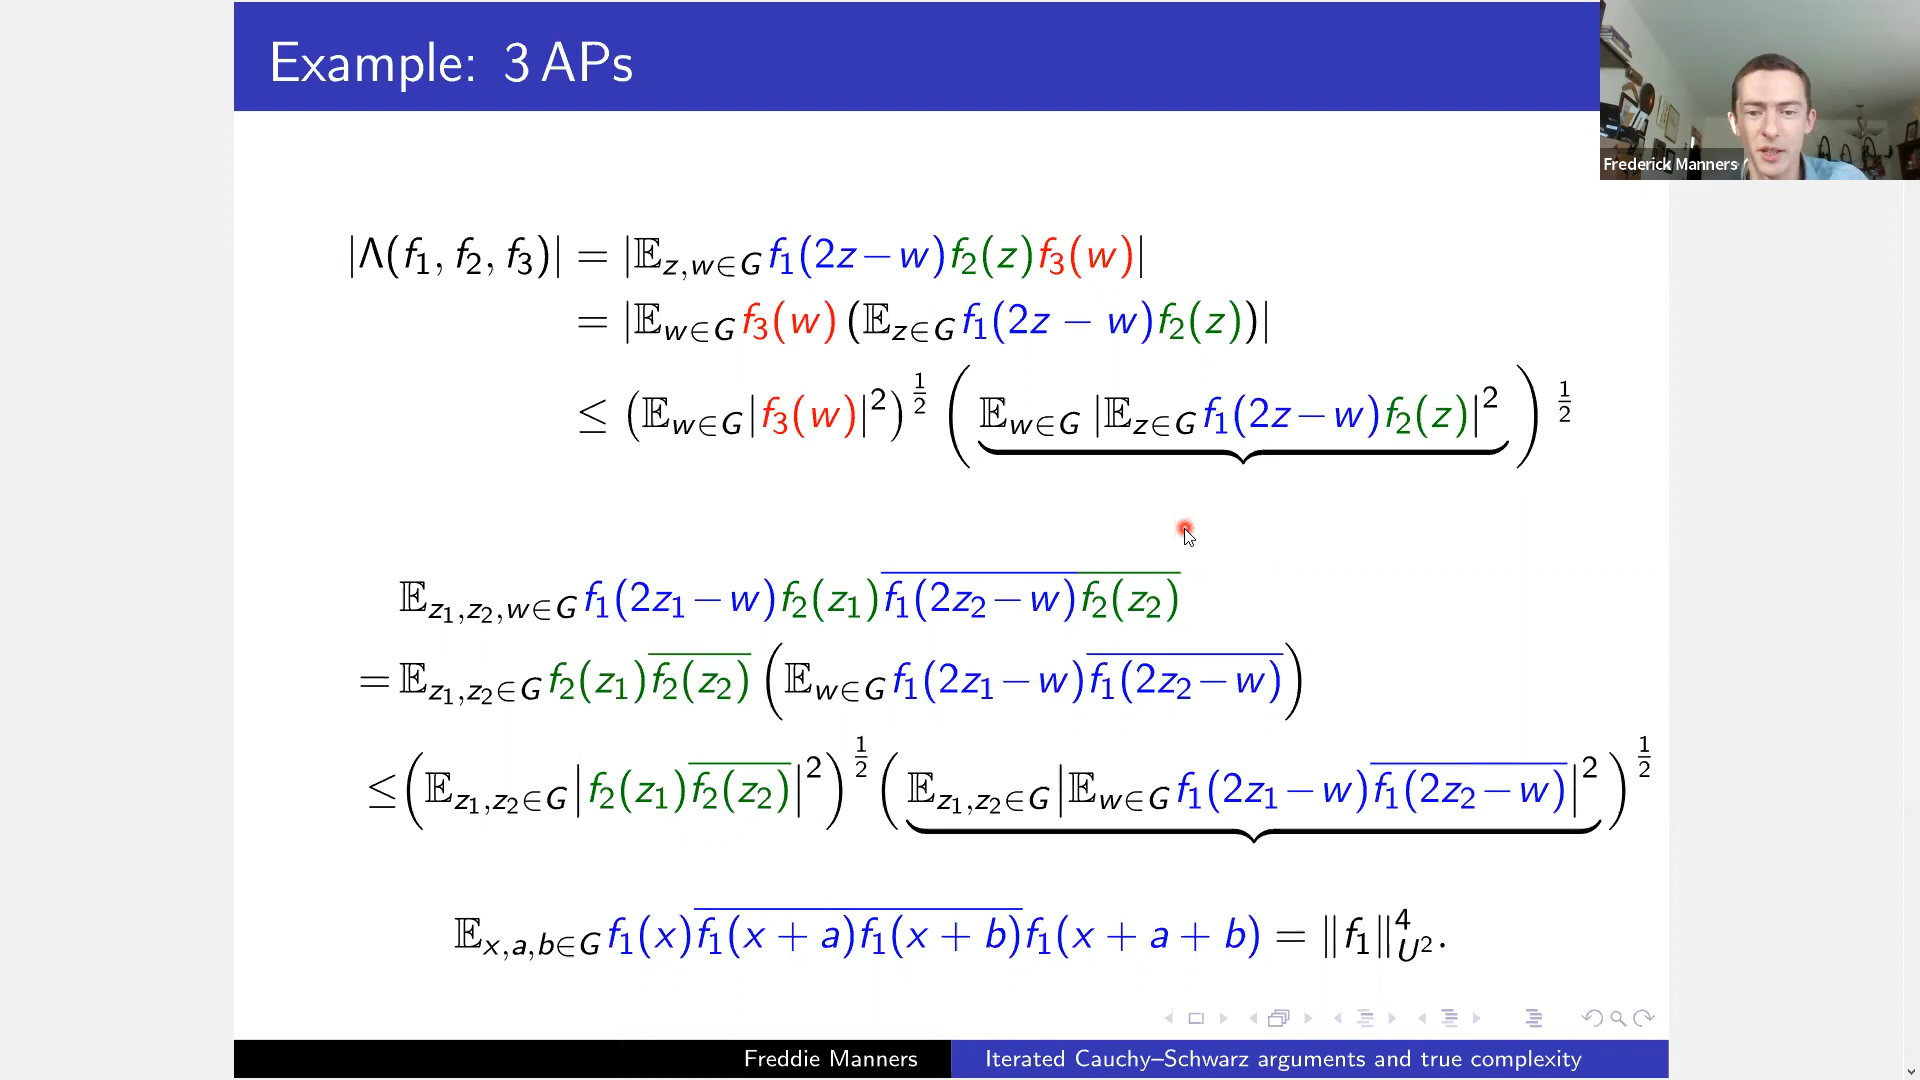 Example: 3 APs
Frederick Manners
|Λ(f₁, f₂, f₃)| = |𝔼_{z,w∈G} f₁(2z − w)f₂(z)f₃(w)|
= |𝔼_{w∈G} f₃(w) (𝔼_{z∈G} f₁(2z − w)f₂(z))|
≤ (𝔼_{w∈G} |f₃(w)|²)^{1/2} (𝔼_{w∈G} |𝔼_{z∈G} f₁(2z − w)f₂(z)|²)^{1/2}
𝔼_{z₁,z₂,w∈G} f₁(2z₁ − w)f₂(z₁)\overline{f₁(2z₂ − w)f₂(z₂)}
= 𝔼_{z₁,z₂∈G} f₂(z₁)\overline{f₂(z₂)} (𝔼_{w∈G} f₁(2z₁ − w)\overline{f₁(2z₂ − w)})
≤ (𝔼_{z₁,z₂∈G} |f₂(z₁)\overline{f₂(z₂)}|²)^{1/2} (𝔼_{z₁,z₂∈G} |𝔼_{w∈G} f₁(2z₁ − w)\overline{f₁(2z₂ − w)}|²)^{1/2}
𝔼_{x,a,b∈G} f₁(x)\overline{f₁(x + a)f₁(x + b)}f₁(x + a + b) = ‖f₁‖⁴_{U²}.
Freddie Manners
Iterated Cauchy–Schwarz arguments and true complexity